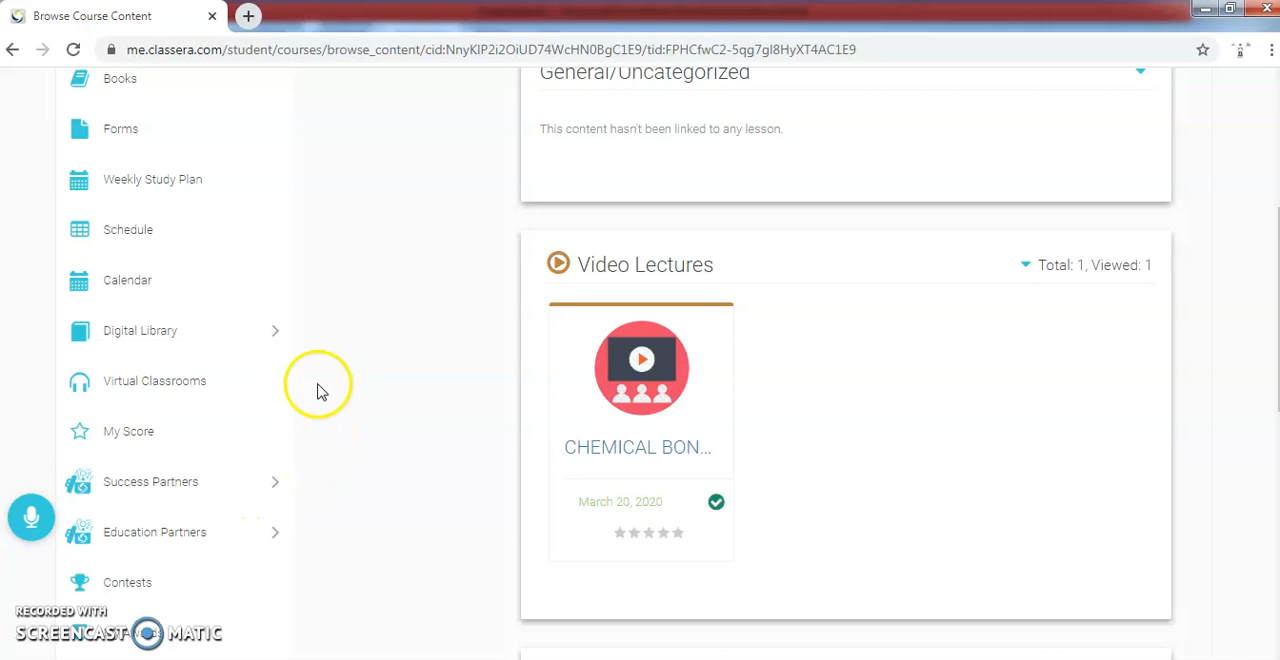 Browse Course Content
me.classera.com/student/courses/browse_content/cid:NnyKIP2i2OiUD74WcHN0BgC1E9/tid:FPHCfwC2-5qg7gI8HyXT4AC1E9
Books
Forms
Weekly Study Plan
Schedule
Calendar
Digital Library
Virtual Classrooms
My Score
Success Partners
Education Partners
Contests
General/Uncategorized
This content hasn't been linked to any lesson.
Video Lectures
Total: 1, Viewed: 1
CHEMICAL BON...
March 20, 2020
RECORDED WITH
SCREENCAST MATIC